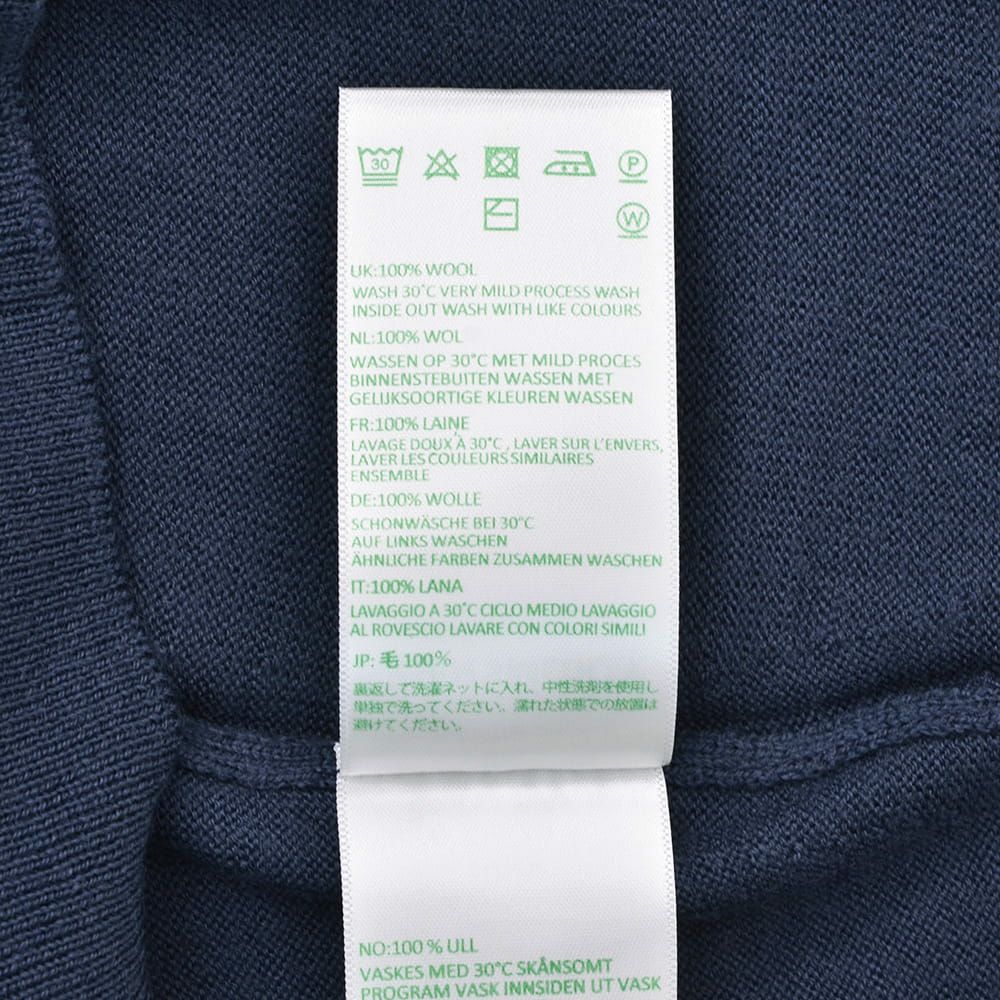 30 P
W
UK:100% WOOL
WASH 30°C VERY MILD PROCESS WASH
INSIDE OUT WASH WITH LIKE COLOURS
NL:100% WOL
WASSEN OP 30°C MET MILD PROCES
BINNENSTEBUITEN WASSEN MET
GELIJKSOORTIGE KLEUREN WASSEN
FR:100% LAINE
LAVAGE DOUX À 30°C , LAVER SUR L'ENVERS,
LAVER LES COULEURS SIMILAIRES
ENSEMBLE
DE:100% WOLLE
SCHONWÄSCHE BEI 30°C
AUF LINKS WASCHEN
ÄHNLICHE FARBEN ZUSAMMEN WASCHEN
IT:100% LANA
LAVAGGIO A 30°C CICLO MEDIO LAVAGGIO
AL ROVESCIO LAVARE CON COLORI SIMILI
JP: 毛 100%
裏返しで洗濯ネットに入れ、中性洗剤を使用し
単独で洗ってください。濡れた状態での放置は
避けてください。
NO:100 % ULL
VASKES MED 30°C SKÅNSOMT
PROGRAM VASK INNSIDEN UT VASK